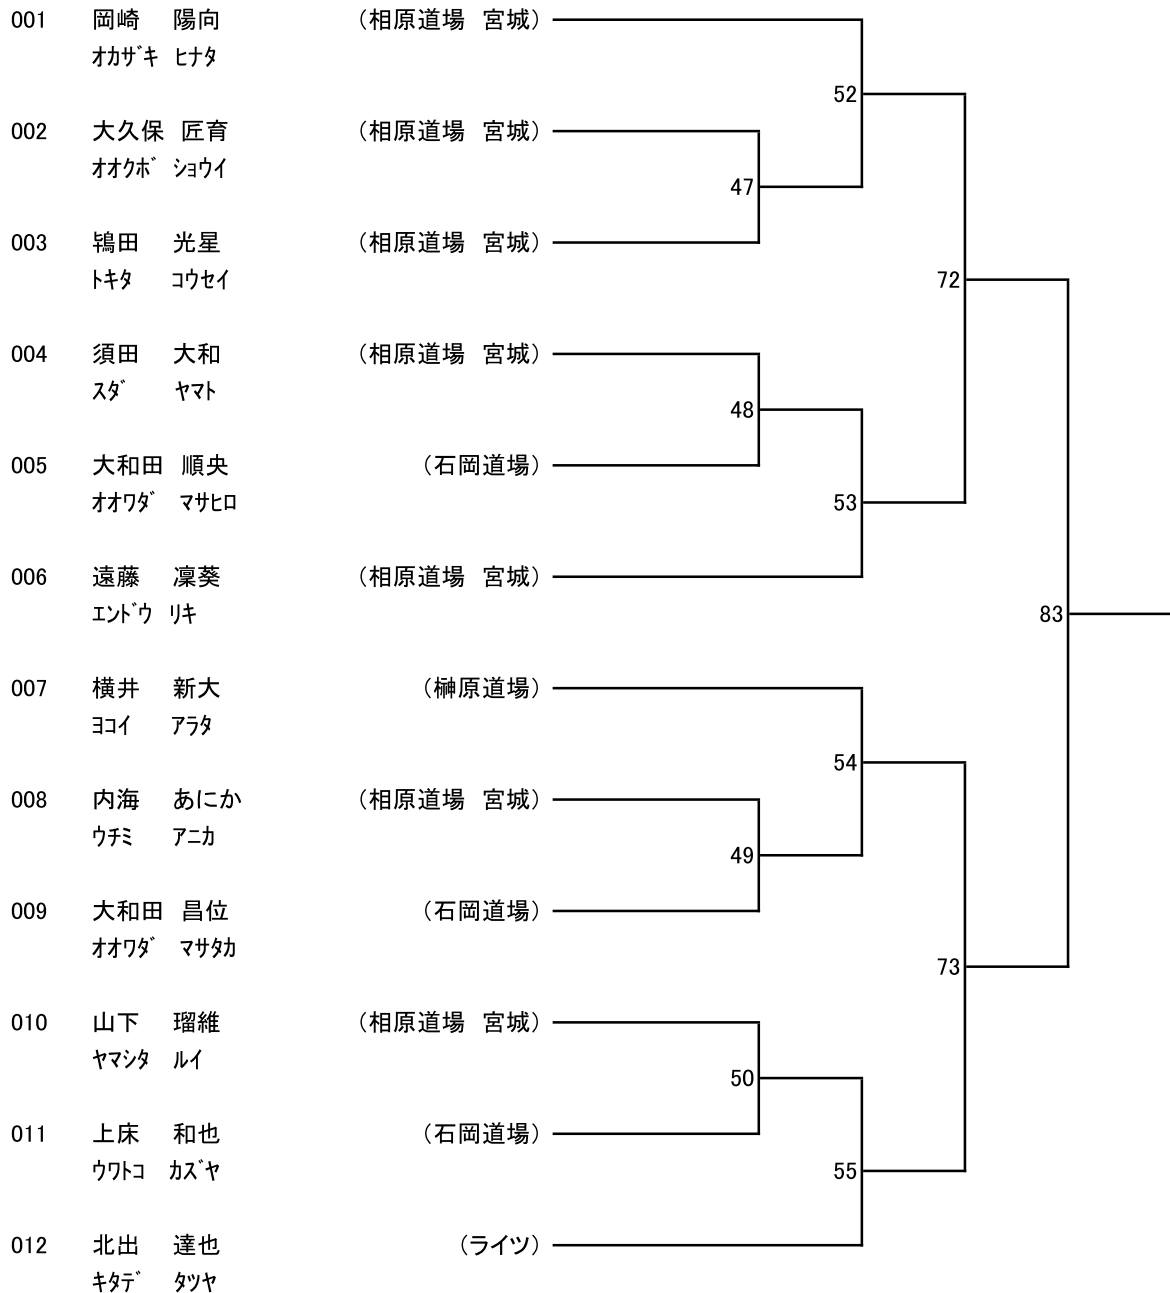 001 岡崎 陽向 (相原道場 宮城)
ｵｶｻﾞｷ ﾋﾅﾀ
52
002 大久保 匠育 (相原道場 宮城)
ｵｵｸﾎﾞ ｼｮｳｲ
47
003 鴇田 光星 (相原道場 宮城)
ﾄｷﾀ ｺｳｾｲ
72
004 須田 大和 (相原道場 宮城)
ｽﾀﾞ ﾔﾏﾄ
48
005 大和田 順央 (石岡道場)
ｵｵﾜﾀﾞ ﾏｻﾋﾛ
53
006 遠藤 凜葵 (相原道場 宮城)
ｴﾝﾄﾞｳ ﾘｷ
83
007 横井 新大 (榊原道場)
ﾖｺｲ ｱﾗﾀ
54
008 内海 あにか (相原道場 宮城)
ｳﾁﾐ ｱﾆｶ
49
009 大和田 昌位 (石岡道場)
ｵｵﾜﾀﾞ ﾏｻﾀｶ
73
010 山下 瑠維 (相原道場 宮城)
ﾔﾏｼﾀ ﾙｲ
50
011 上床 和也 (石岡道場)
ｳﾜﾄｺ ｶｽﾞﾔ
55
012 北出 達也 (ライツ)
ｷﾀﾃﾞ ﾀﾂﾔ